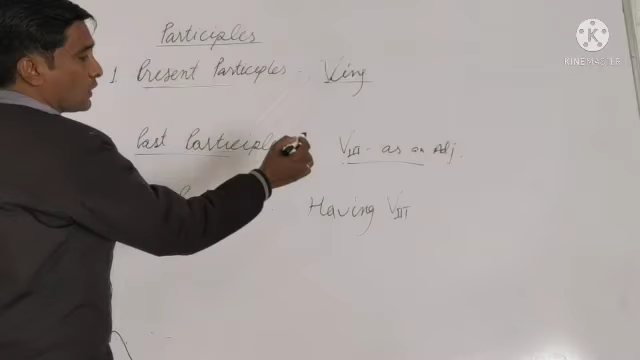 Participles
1 Present Participles :- Ving
Past Participle VIII - as an Adj.
Having VIII
KINEMASTER